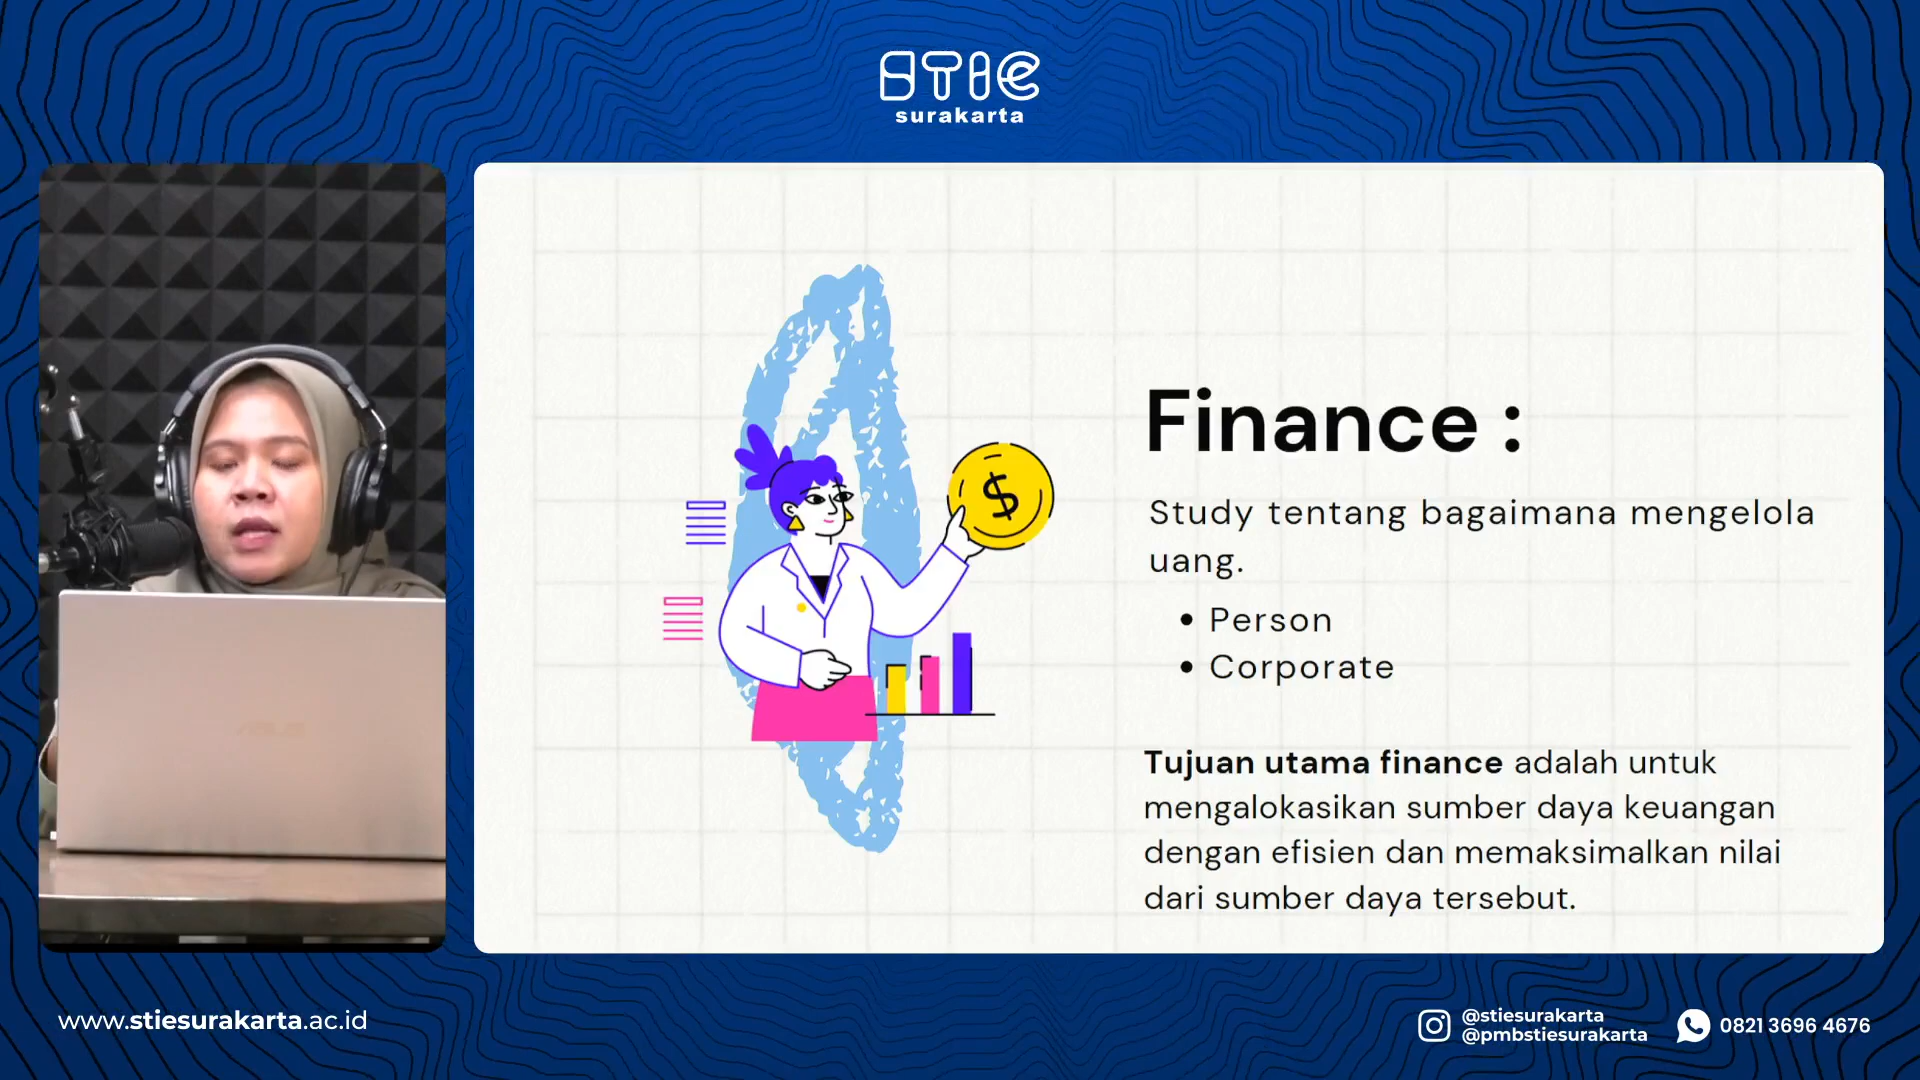 STIE
surakarta
Finance :
Study tentang bagaimana mengelola
uang.
• Person
• Corporate
Tujuan utama finance adalah untuk
mengalokasikan sumber daya keuangan
dengan efisien dan memaksimalkan nilai
dari sumber daya tersebut.
$
ASUS
www.stiesurakarta.ac.id
@stiesurakarta
@pmbstiesurakarta
0821 3696 4676